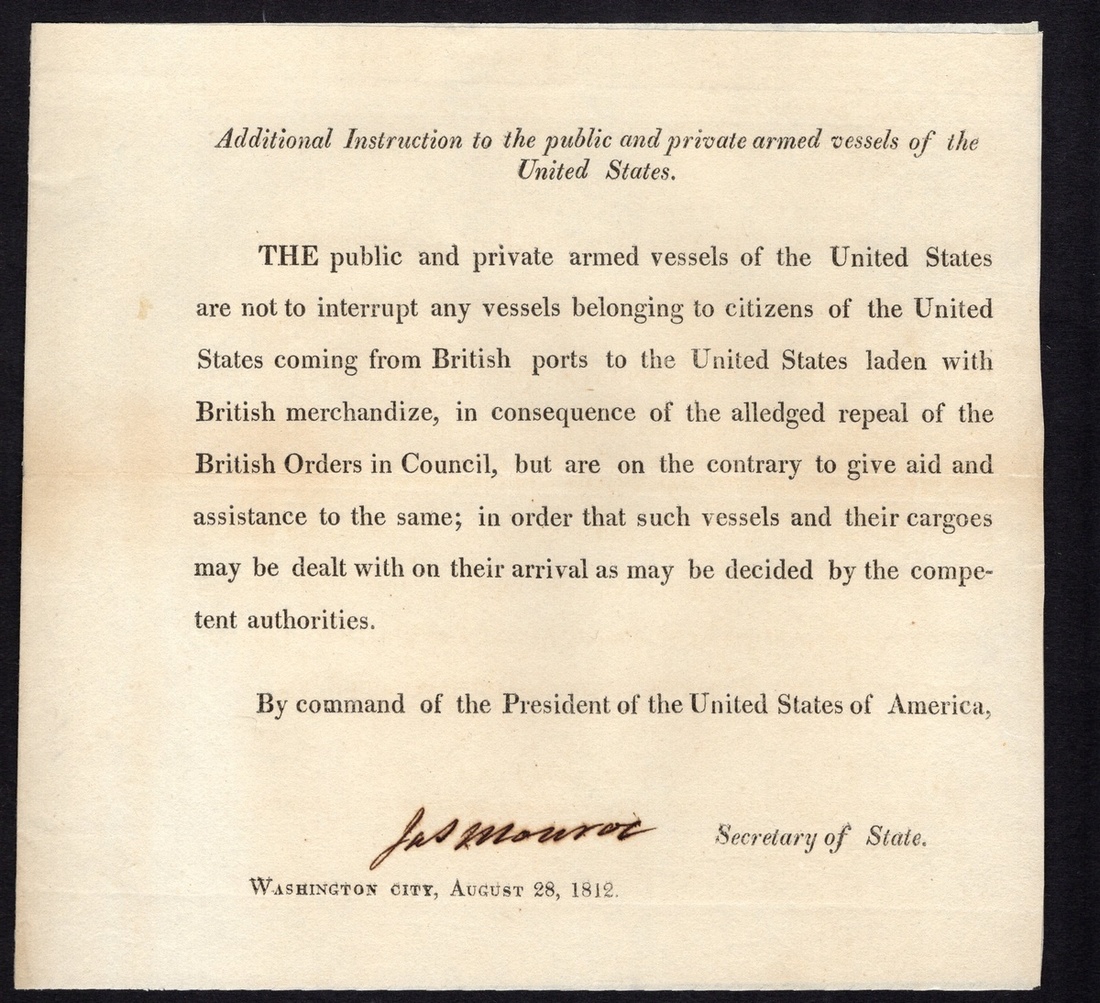 Additional Instruction to the public and private armed vessels of the
United States.
THE public and private armed vessels of the United States
are not to interrupt any vessels belonging to citizens of the United
States coming from British ports to the United States laden with
British merchandize, in consequence of the alledged repeal of the
British Orders in Council, but are on the contrary to give aid and
assistance to the same; in order that such vessels and their cargoes
may be dealt with on their arrival as may be decided by the compe-
tent authorities.
By command of the President of the United States of America,
Jas Monroe Secretary of State.
WASHINGTON CITY, AUGUST 28, 1812.